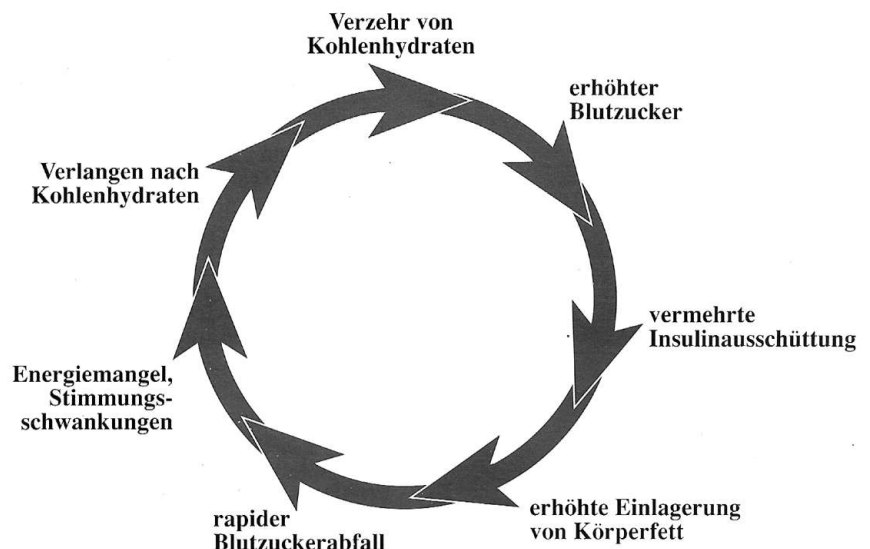 Verzehr von
Kohlenhydraten
erhöhter
Blutzucker
vermehrte
Insulinausschüttung
erhöhte Einlagerung
von Körperfett
rapider
Blutzuckerabfall
Energiemangel,
Stimmungs-
schwankungen
Verlangen nach
Kohlenhydraten